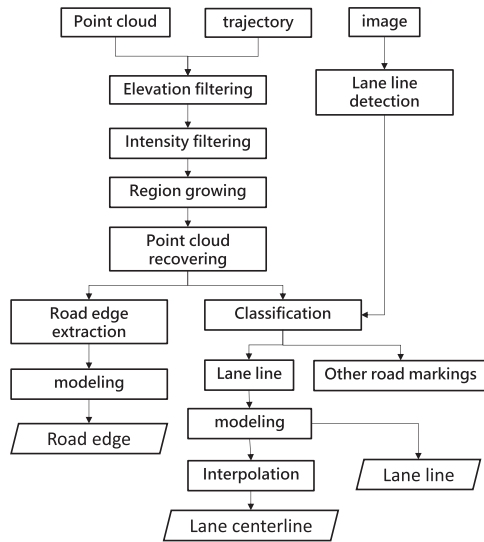 Point cloud
trajectory
image
Elevation filtering
Lane line
detection
Intensity filtering
Region growing
Point cloud
recovering
Road edge
extraction
Classification
modeling
Lane line
Other road markings
Road edge
modeling
Interpolation
Lane line
Lane centerline